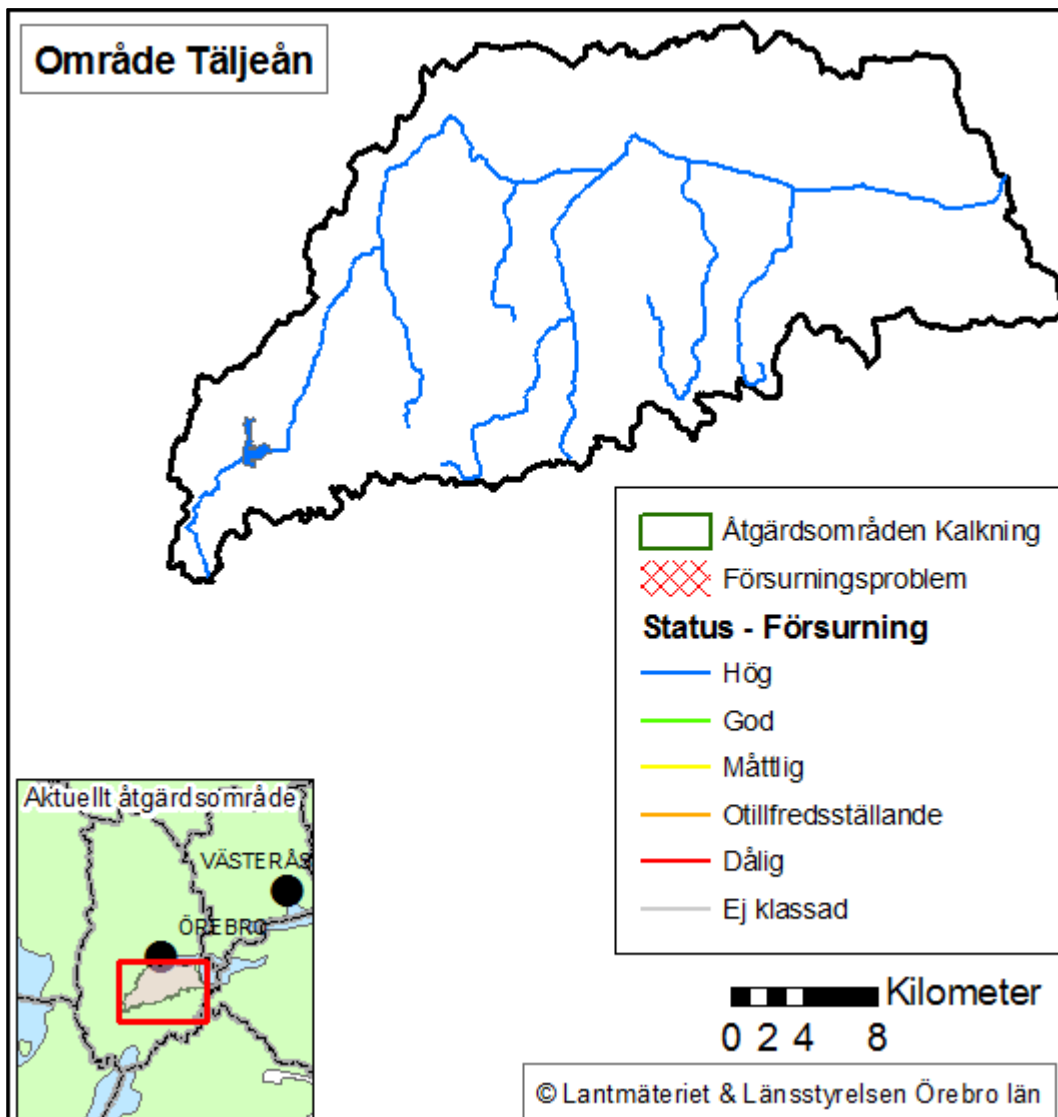 Område Täljeån
Åtgärdsområden Kalkning
Försurningsproblem
Status - Försurning
Hög
God
Måttlig
Otillfredsställande
Dålig
Ej klassad
Aktuellt åtgärdsområde
VÄSTERÅS
ÖREBRO
Kilometer
0 2 4 8
© Lantmäteriet & Länsstyrelsen Örebro län